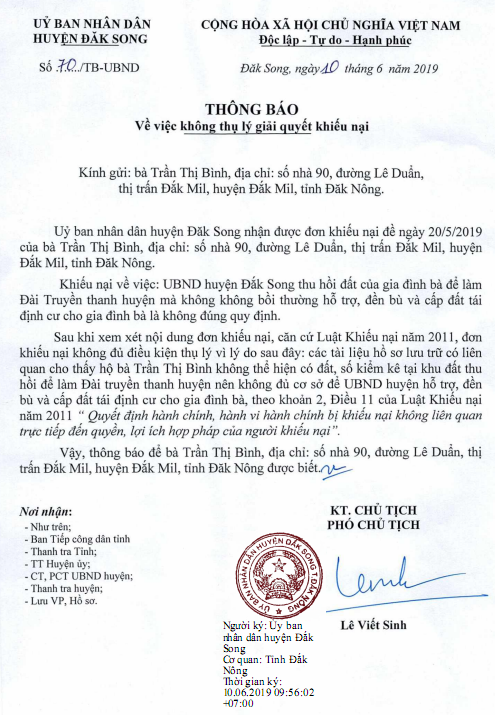 ỦY BAN NHÂN DÂN
HUYỆN ĐĂK SONG
CỘNG HÒA XÃ HỘI CHỦ NGHĨA VIỆT NAM
Độc lập - Tự do - Hạnh phúc
Số .70../TB-UBND
Đăk Song, ngày 10 tháng 6 năm 2019
THÔNG BÁO
Về việc không thụ lý giải quyết khiếu nại
Kính gửi: bà Trần Thị Bình, địa chỉ: số nhà 90, đường Lê Duẩn,
thị trấn Đắk Mil, huyện Đắk Mil, tỉnh Đăk Nông.
Uỷ ban nhân dân huyện Đăk Song nhận được đơn khiếu nại đề ngày 20/5/2019
của bà Trần Thị Bình, địa chỉ: số nhà 90, đường Lê Duẩn, thị trấn Đắk Mil, huyện
Đắk Mil, tỉnh Đăk Nông.
Khiếu nại về việc: UBND huyện Đắk Song thu hồi đất của gia đình bà để làm
Đài Truyền thanh huyện mà không không bồi thường hỗ trợ, đền bù và cấp đất tái
định cư cho gia đình bà là không đúng quy định.
Sau khi xem xét nội dung đơn khiếu nại, căn cứ Luật Khiếu nại năm 2011, đơn
khiếu nại không đủ điều kiện thụ lý vì lý do sau đây: các tài liệu hồ sơ lưu trữ có liên
quan cho thấy hộ bà Trần Thị Bình không thể hiện có đất, số kiểm kê tại khu đất thu
hồi để làm Đài truyền thanh huyện nên không đủ cơ sở để UBND huyện hỗ trợ, đền
bù và cấp đất tái định cư cho gia đình bà, theo khoản 2, Điều 11 của Luật Khiếu nại
năm 2011 “ Quyết định hành chính, hành vi hành chính bị khiếu nại không liên quan
trực tiếp đến quyền, lợi ích hợp pháp của người khiếu nại”.
Vậy, thông báo để bà Trần Thị Bình, địa chỉ: số nhà 90, đường Lê Duẩn, thị
trấn Đắk Mil, huyện Đắk Mil, tỉnh Đăk Nông được biết.
Nơi nhận:
- Như trên;
- Ban Tiếp công dân tỉnh
- Thanh tra Tỉnh;
- TT Huyện ủy;
- CT, PCT UBND huyện;
- Thanh tra huyện;
- Lưu VP, Hồ sơ.
KT. CHỦ TỊCH
PHÓ CHỦ TỊCH
ỦY BAN NHÂN DÂN HUYỆN ĐĂK SONG T.ĐĂK NÔNG
Lê Viết Sinh
Người ký: Ủy ban
nhân dân huyện Đắk
Song
Cơ quan: Tỉnh Đắk
Nông
Thời gian ký:
10.06.2019 09:56:02
+07:00